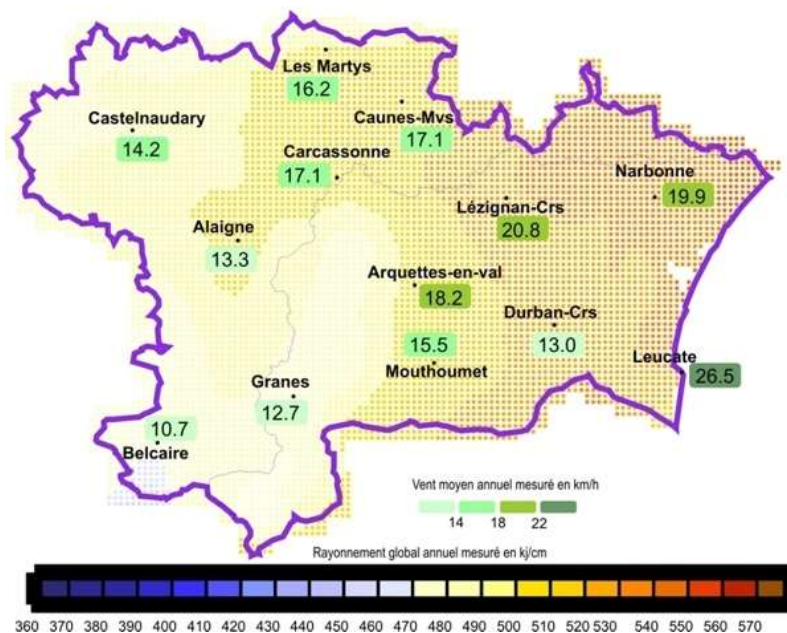 Les Martys
16.2
Castelnaudary
14.2
Caunes-Mvs
17.1
Carcassonne
17.1
Narbonne
19.9
Lézignan-Crs
20.8
Alaigne
13.3
Arquettes-en-val
18.2
Durban-Crs
13.0
15.5
Mouthoumet
Leucate
26.5
Granes
12.7
10.7
Belcaire
Vent moyen annuel mesuré en km/h
14 18 22
Rayonnement global annuel mesuré en kj/cm
360 370 380 390 400 410 420 430 440 450 460 470 480 490 500 510 520 530 540 550 560 570